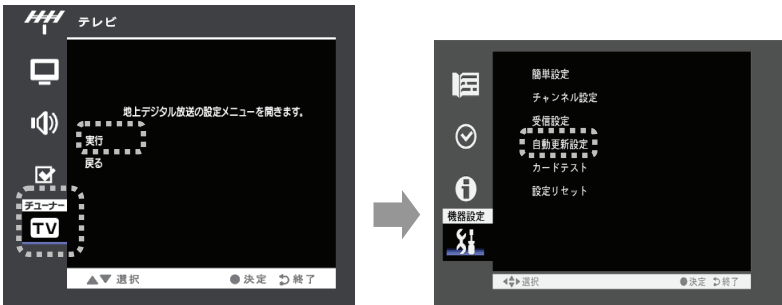 テレビ
地上デジタル放送の設定メニューを開きます。
実行
戻る
チューナー
TV
▲▼ 選択 ●決定 終了
簡単設定
チャンネル設定
受信設定
自動更新設定
カードテスト
設定リセット
機器設定
選択 ●決定 終了